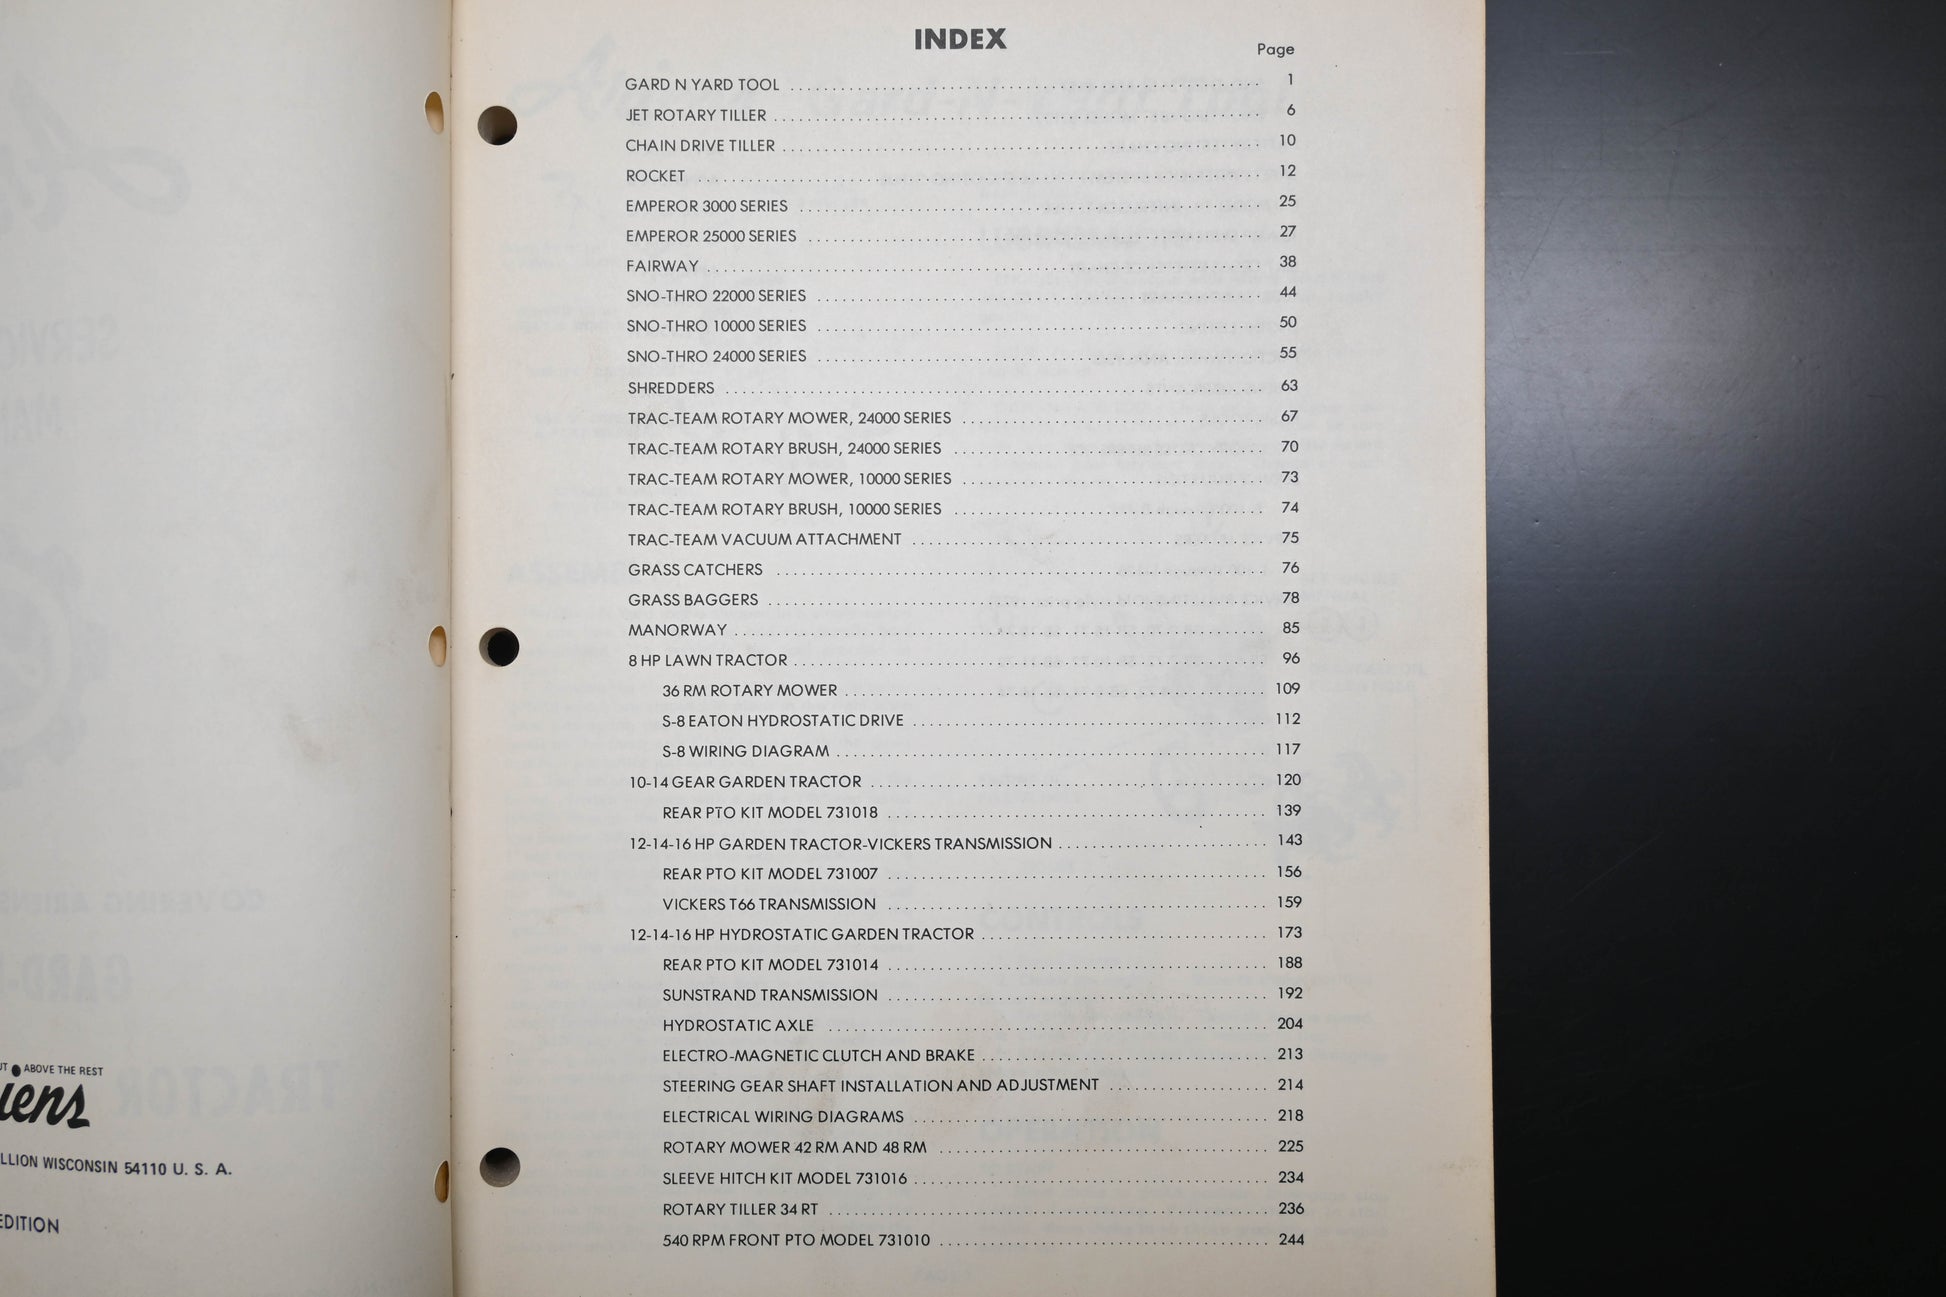 ABOVE THE REST
WISCONSIN 54110 U. S. A.
INDEX
Page
GARD N YARD TOOL 1
JET ROTARY TILLER 6
CHAIN DRIVE TILLER 10
ROCKET 12
EMPEROR 3000 SERIES 25
EMPEROR 25000 SERIES 27
FAIRWAY 38
SNO-THRO 22000 SERIES 44
SNO-THRO 10000 SERIES 50
SNO-THRO 24000 SERIES 55
SHREDDERS 63
TRAC-TEAM ROTARY MOWER, 24000 SERIES 67
TRAC-TEAM ROTARY BRUSH, 24000 SERIES 70
TRAC-TEAM ROTARY MOWER, 10000 SERIES 73
TRAC-TEAM ROTARY BRUSH, 10000 SERIES 74
TRAC-TEAM VACUUM ATTACHMENT 75
GRASS CATCHERS 76
GRASS BAGGERS 78
MANORWAY 85
8 HP LAWN TRACTOR 96
36 RM ROTARY MOWER 109
S-8 EATON HYDROSTATIC DRIVE 112
S-8 WIRING DIAGRAM 117
10-14 GEAR GARDEN TRACTOR 120
REAR PTO KIT MODEL 731018 139
12-14-16 HP GARDEN TRACTOR-VICKERS TRANSMISSION 143
REAR PTO KIT MODEL 731007 156
VICKERS T66 TRANSMISSION 159
12-14-16 HP HYDROSTATIC GARDEN TRACTOR 173
REAR PTO KIT MODEL 731014 188
SUNSTRAND TRANSMISSION 192
HYDROSTATIC AXLE 204
ELECTRO-MAGNETIC CLUTCH AND BRAKE 213
STEERING GEAR SHAFT INSTALLATION AND ADJUSTMENT 214
ELECTRICAL WIRING DIAGRAMS 218
ROTARY MOWER 42 RM AND 48 RM 225
SLEEVE HITCH KIT MODEL 731016 234
ROTARY TILLER 34 RT 236
540 RPM FRONT PTO MODEL 731010 244